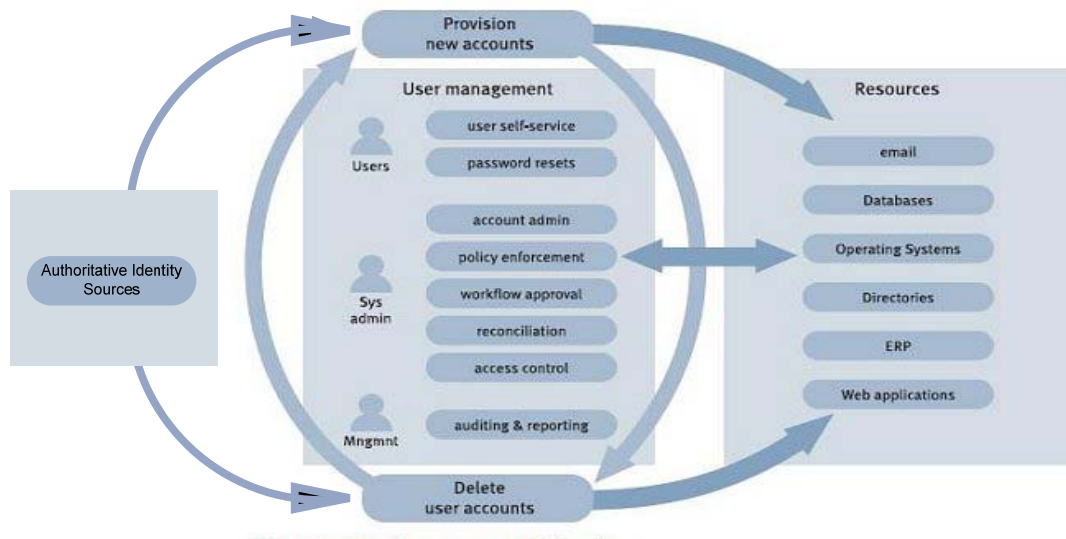 Provision
new accounts
User management
Resources
Users
user self-service
password resets
Authoritative Identity
Sources
Sys
admin
account admin
policy enforcement
workflow approval
reconciliation
access control
Mngmnt
auditing & reporting
email
Databases
Operating Systems
Directories
ERP
Web applications
Delete
user accounts